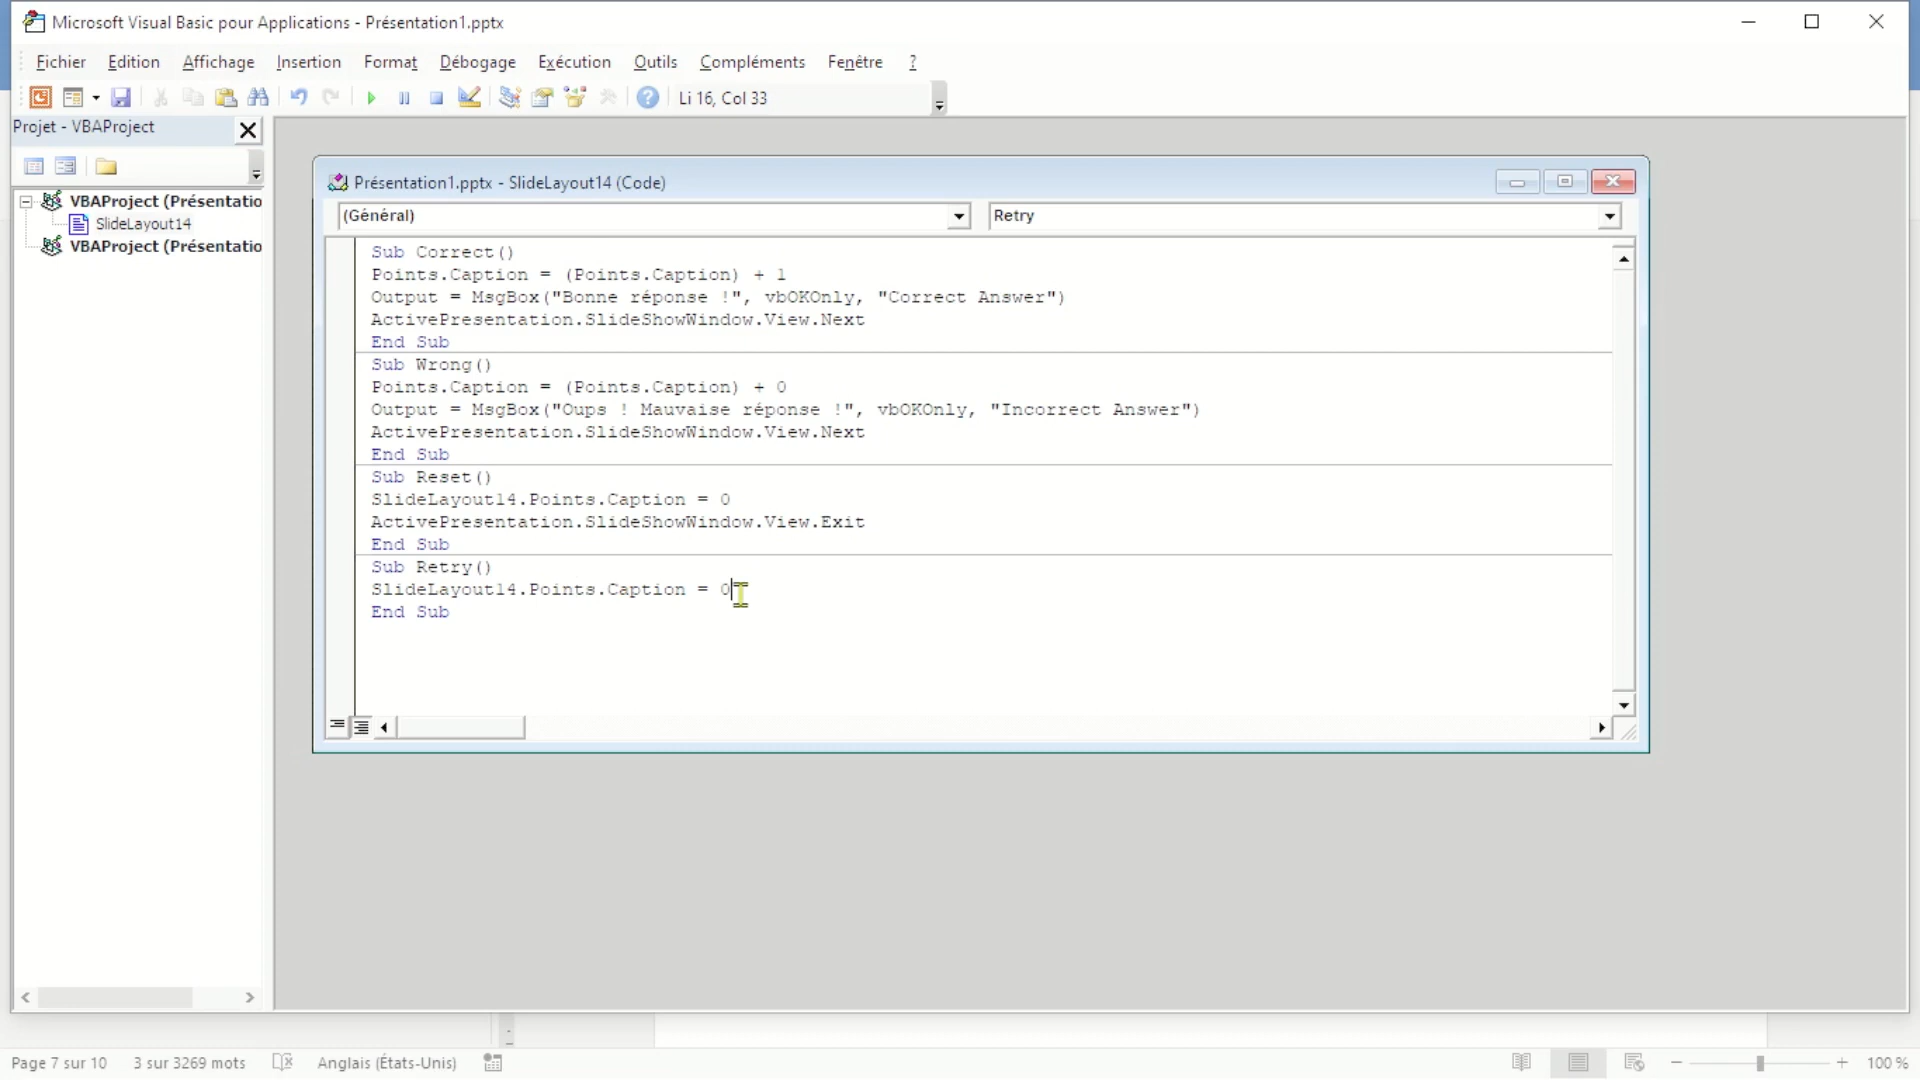 Microsoft Visual Basic pour Applications - Présentation1.pptx
Fichier Edition Affichage Insertion Format Débogage Exécution Outils Compléments Fenêtre ?
Li 16, Col 33
Projet - VBAProject
VBAProject (Présentatio
SlideLayout14
VBAProject (Présentatio
Présentation1.pptx - SlideLayout14 (Code)
(Général) Retry
Sub Correct()
Points.Caption = (Points.Caption) + 1
Output = MsgBox("Bonne réponse !", vbOKOnly, "Correct Answer")
ActivePresentation.SlideShowWindow.View.Next
End Sub
Sub Wrong()
Points.Caption = (Points.Caption) + 0
Output = MsgBox("Oups ! Mauvaise réponse !", vbOKOnly, "Incorrect Answer")
ActivePresentation.SlideShowWindow.View.Next
End Sub
Sub Reset()
SlideLayout14.Points.Caption = 0
ActivePresentation.SlideShowWindow.View.Exit
End Sub
Sub Retry()
SlideLayout14.Points.Caption = 0
End Sub
Page 7 sur 10 3 sur 3269 mots Anglais (États-Unis) 100 %